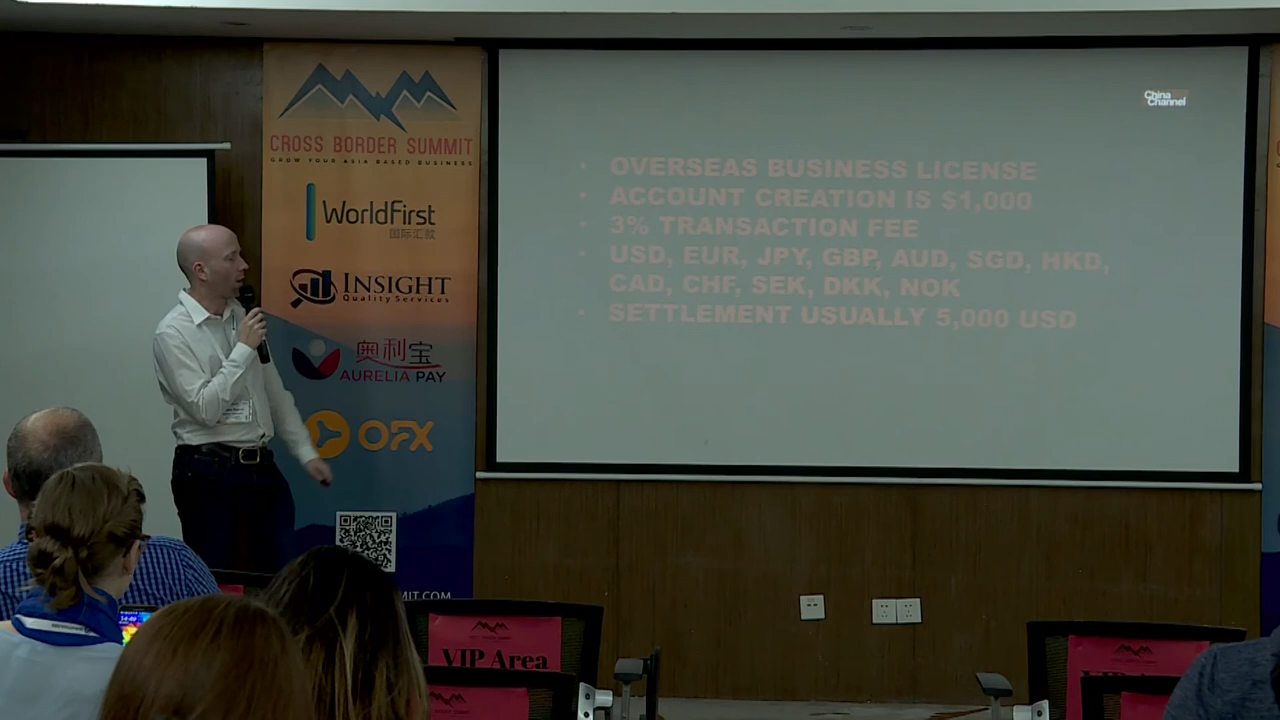 CROSS BORDER SUMMIT
GROW YOUR ASIA BASED BUSINESS
WorldFirst
国际汇款
INSIGHT
Quality Services
奥利宝
AURELIA PAY
OFX
MIT.COM
China
Channel
• OVERSEAS BUSINESS LICENSE
• ACCOUNT CREATION IS $1,000
• 3% TRANSACTION FEE
• USD, EUR, JPY, GBP, AUD, SGD, HKD,
CAD, CHF, SEK, DKK, NOK
• SETTLEMENT USUALLY 5,000 USD
VIP Area